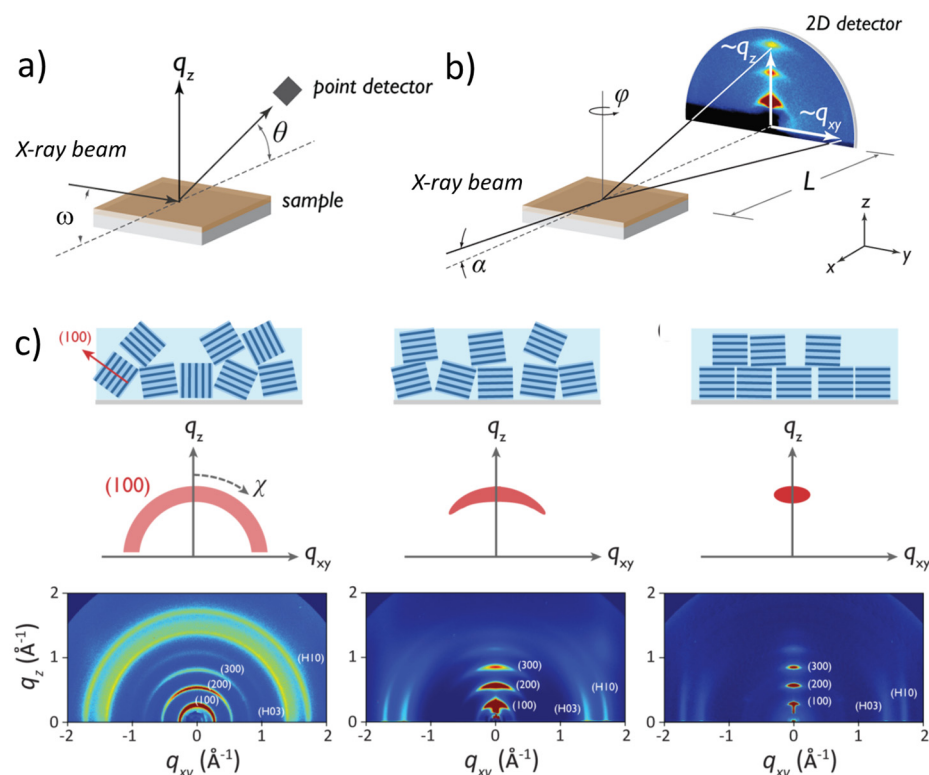 a)
q_z
point detector
θ
X-ray beam
ω
sample
b)
2D detector
~q_z
~q_xy
φ
X-ray beam
α
L
z
x
y
c)
(100)
q_z
(100)
χ
q_xy
q_z
q_xy
q_z
q_xy
2
1
0
q_z (Å⁻¹)
(300)
(200)
(100)
(H10)
(H03)
-2 -1 0 1 2
q_xy (Å⁻¹)
2
1
0
(300)
(200)
(100)
(H10)
(H03)
-2 -1 0 1 2
q_xy (Å⁻¹)
2
1
0
(300)
(200)
(100)
(H10)
(H03)
-2 -1 0 1 2
q_xy (Å⁻¹)